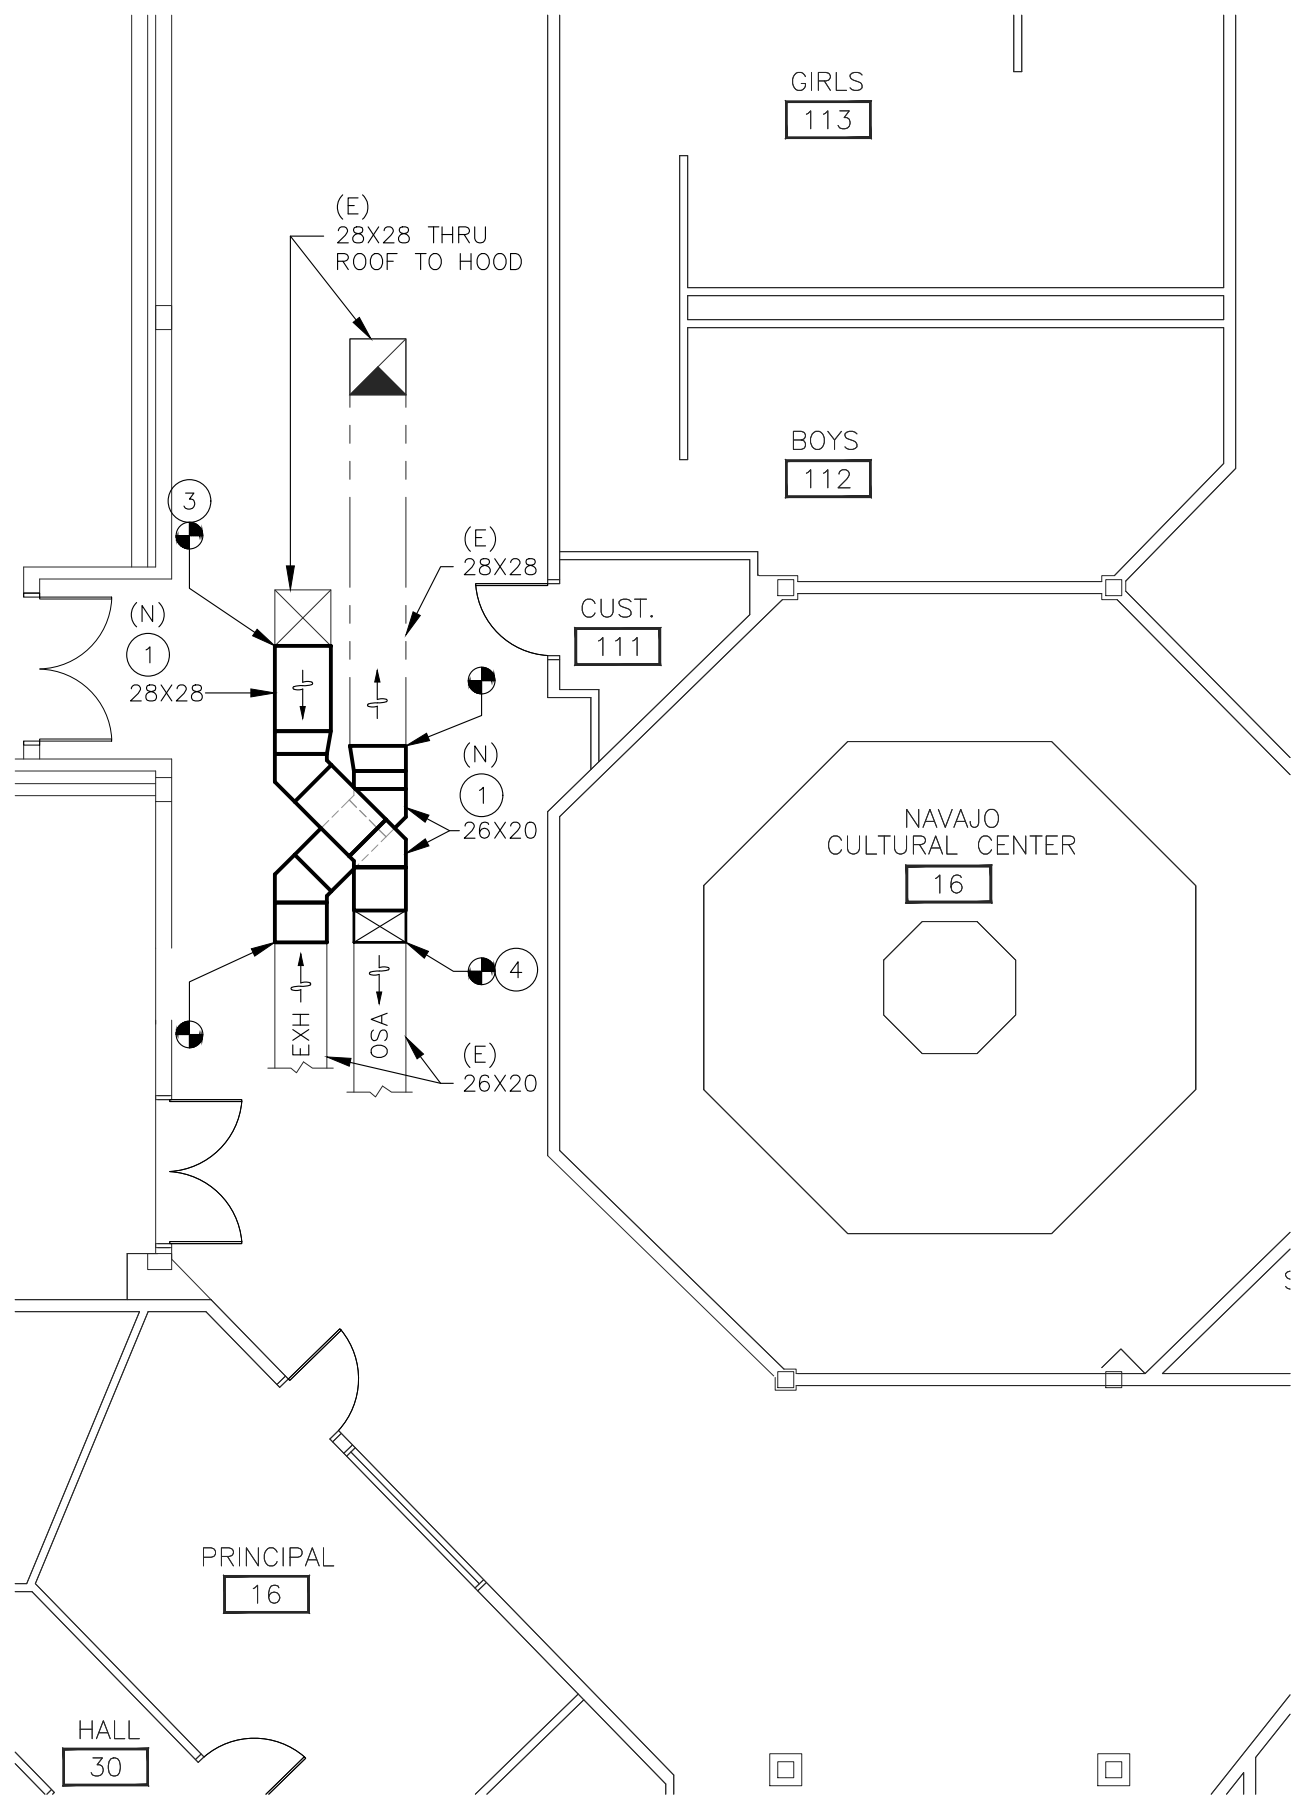 GIRLS
113
(E)
28X28 THRU
ROOF TO HOOD
BOYS
112
3
(E)
28X28
CUST.
111
(N)
1
28X28
(N)
1
26X20
NAVAJO
CULTURAL CENTER
16
4
EXH
OSA
(E)
26X20
PRINCIPAL
16
HALL
30